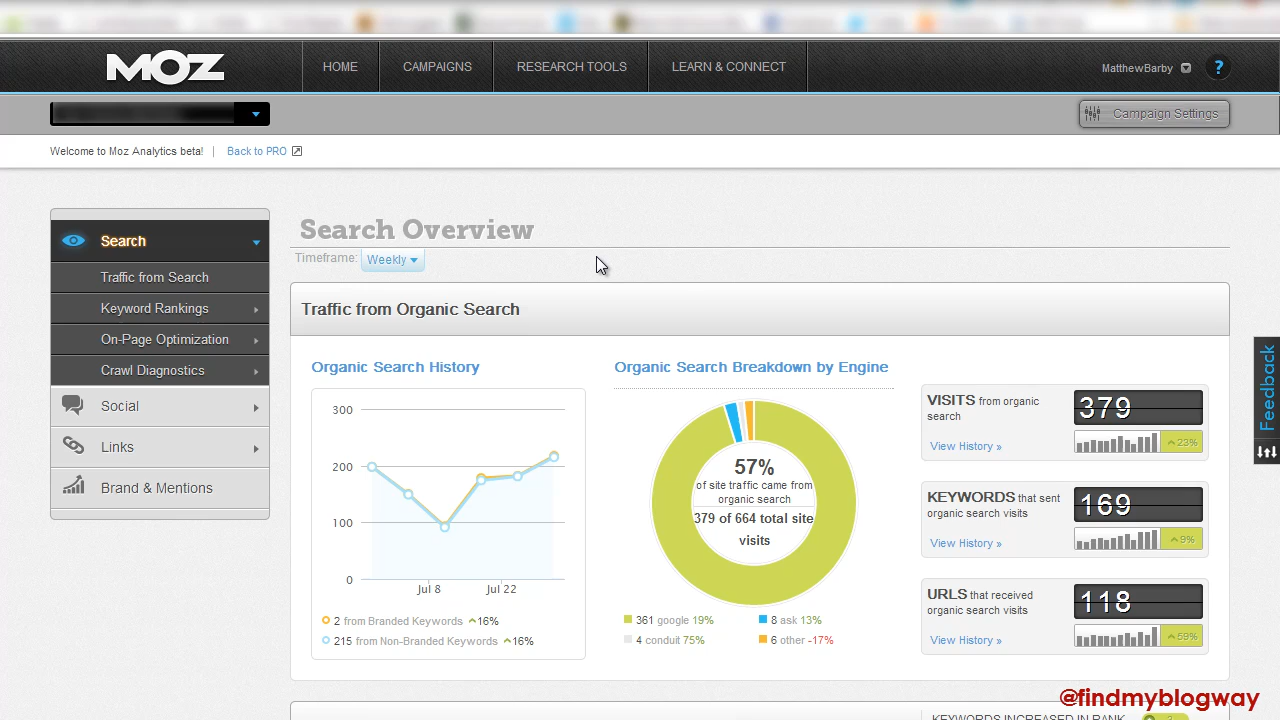 MOZ
HOME
CAMPAIGNS
RESEARCH TOOLS
LEARN & CONNECT
MatthewBarby
?
Campaign Settings
Welcome to Moz Analytics beta! | Back to PRO
Search
Traffic from Search
Keyword Rankings
On-Page Optimization
Crawl Diagnostics
Social
Links
Brand & Mentions
Search Overview
Timeframe: Weekly
Traffic from Organic Search
Organic Search History
300
200
100
0
Jul 8
Jul 22
2 from Branded Keywords 16%
215 from Non-Branded Keywords 16%
Organic Search Breakdown by Engine
57%
of site traffic came from
organic search
379 of 664 total site
visits
361 google 19%
8 ask 13%
4 conduit 75%
6 other -17%
VISITS from organic
search
379
View History »
23%
KEYWORDS that sent
organic search visits
169
View History »
9%
URLS that received
organic search visits
118
View History »
59%
Feedback
@findmyblogway
KEYWORDS INCREASED IN RANK